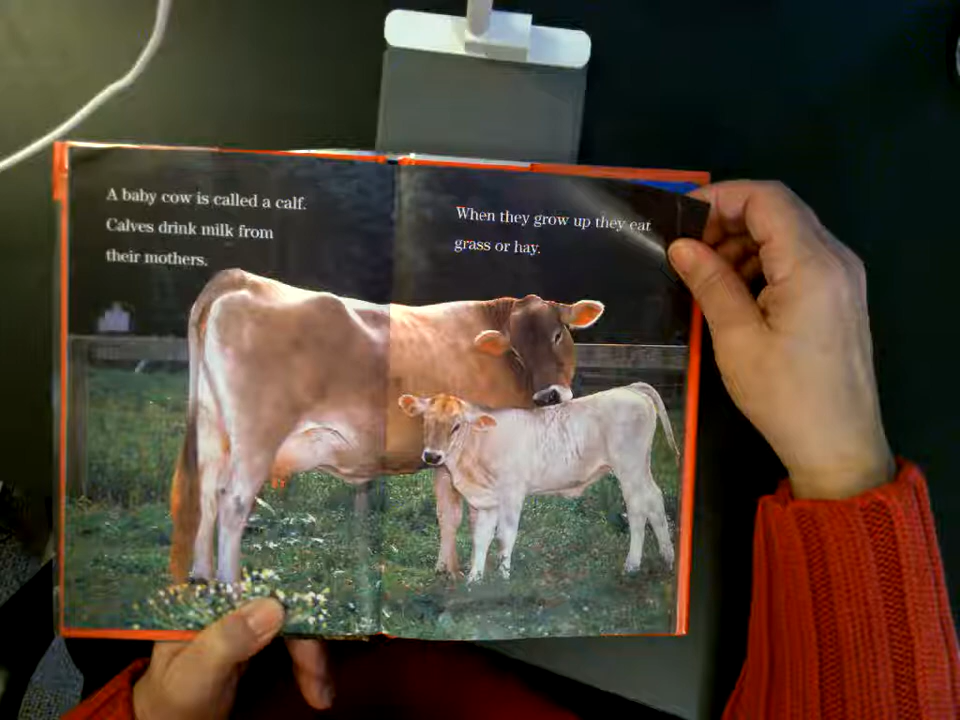 A baby cow is called a calf.
Calves drink milk from
their mothers.
When they grow up they eat
grass or hay.